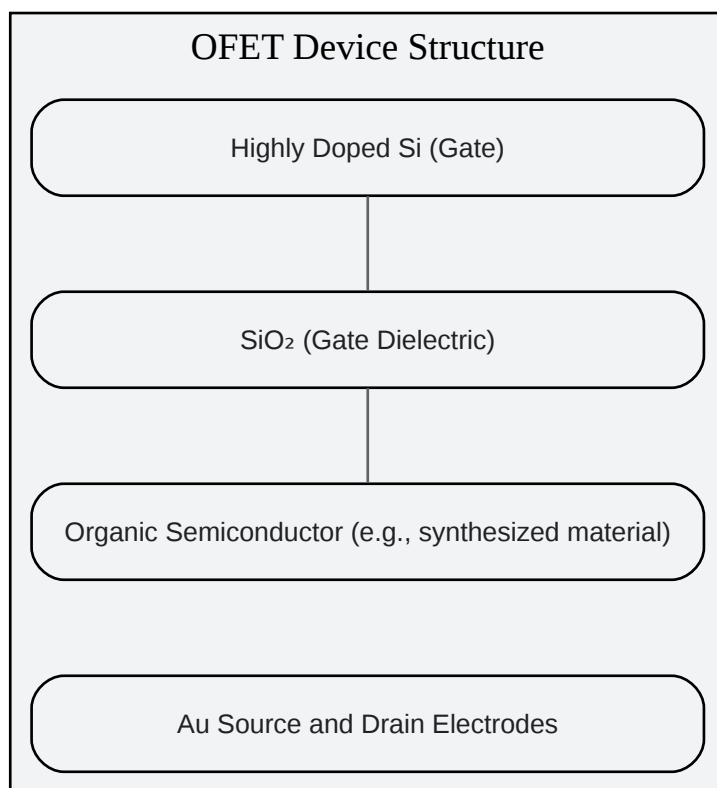 OFET Device Structure
Highly Doped Si (Gate)
SiO₂ (Gate Dielectric)
Organic Semiconductor (e.g., synthesized material)
Au Source and Drain Electrodes